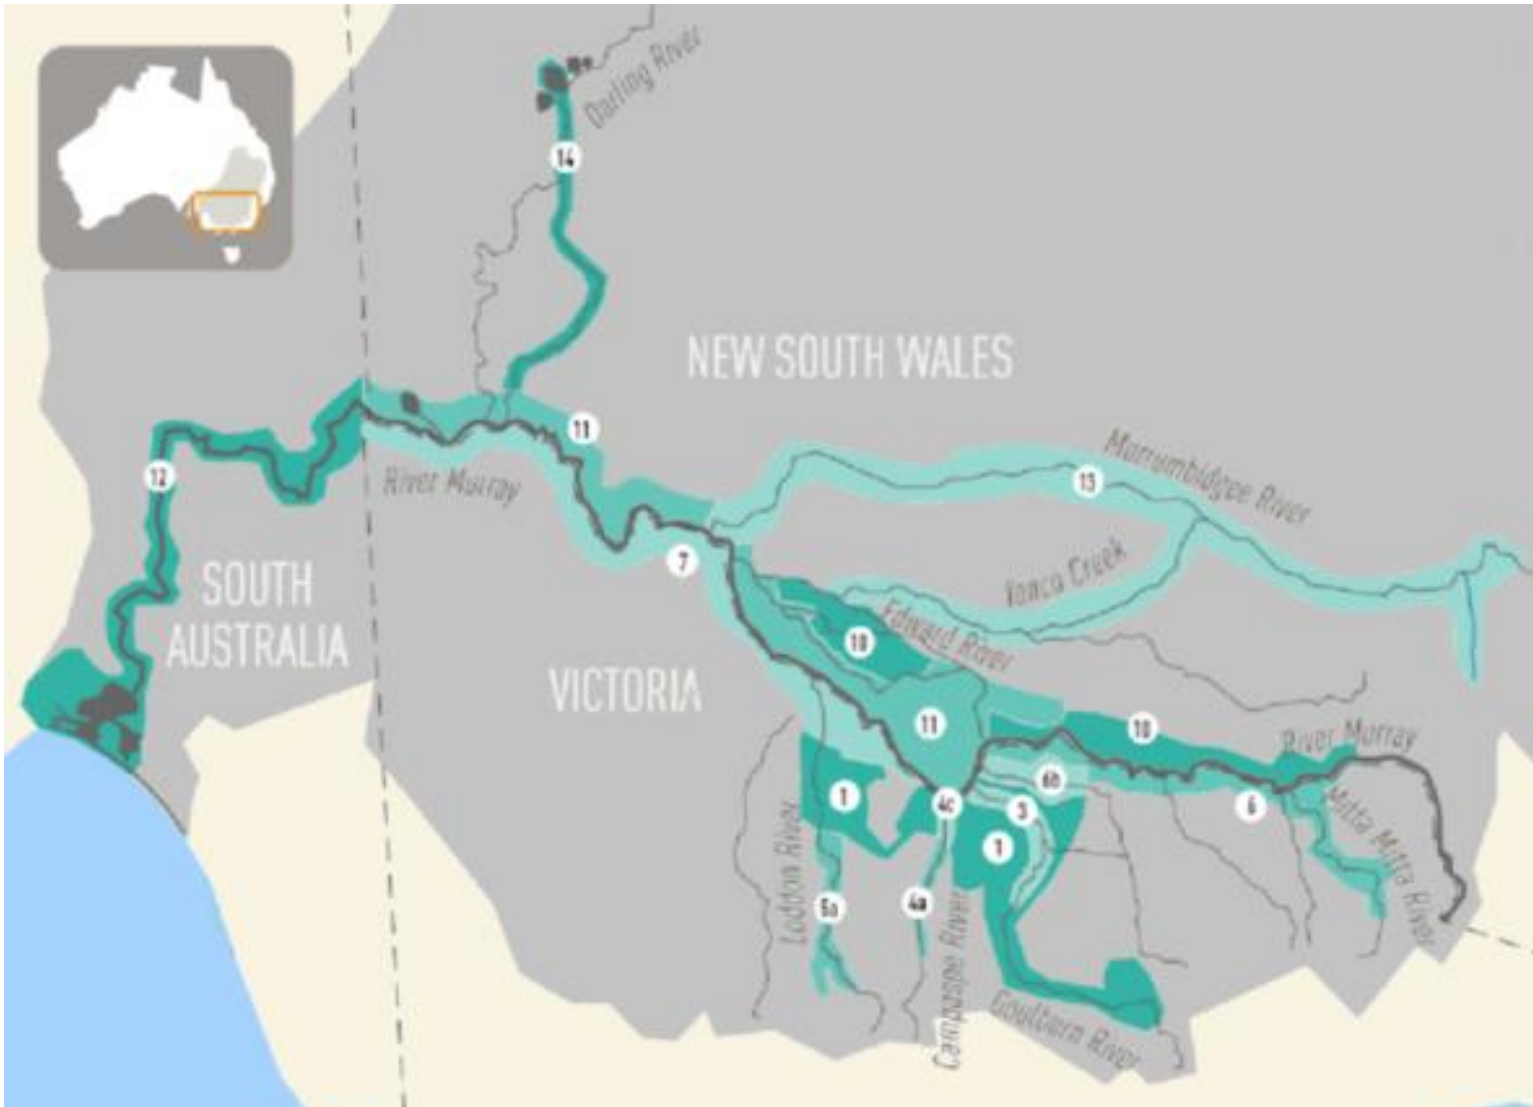 Darling River
14
NEW SOUTH WALES
11
12
River Murray
13
Murrumbidgee River
7
SOUTH
AUSTRALIA
Yanco Creek
10
Edward River
VICTORIA
11
10
River Murray
6b
1
4c
3
6
1
Mitta Mitta River
Loddon River
5a
4a
Campaspe River
Goulburn River